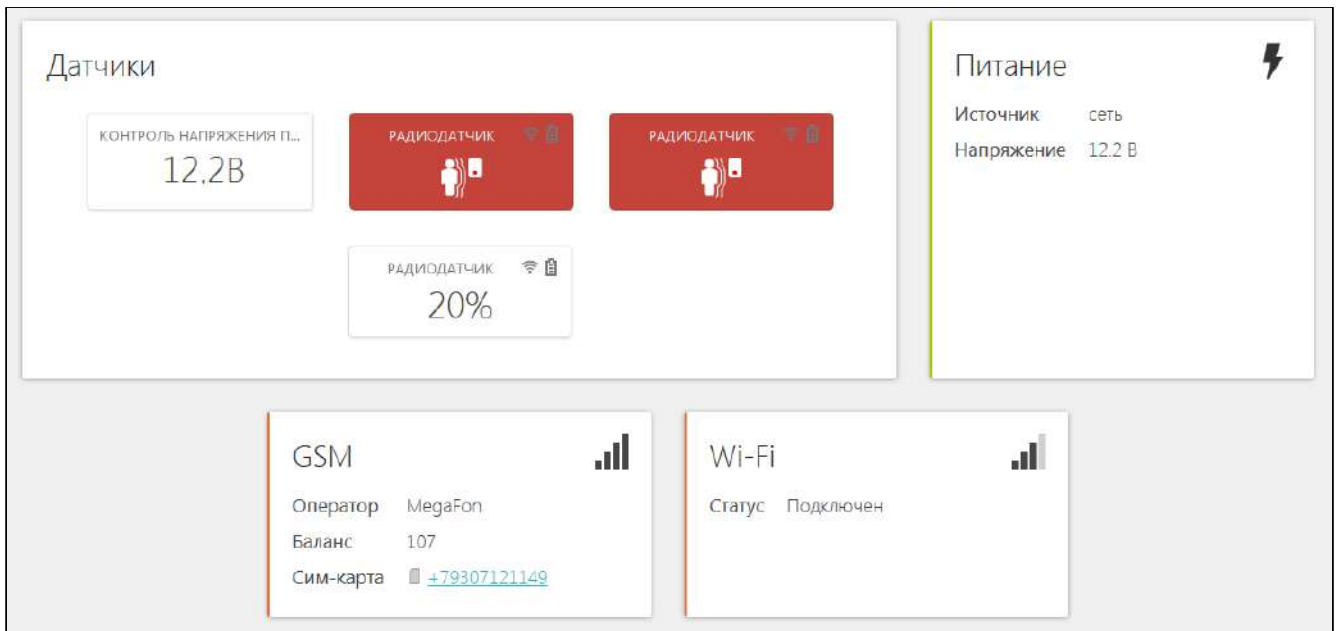 Датчики
КОНТРОЛЬ НАПРЯЖЕНИЯ П...
12,2В
РАДИОДАТЧИК
РАДИОДАТЧИК
РАДИОДАТЧИК
20%
Питание
Источник сеть
Напряжение 12.2 В
GSM
Оператор MegaFon
Баланс 107
Сим-карта +79307121149
Wi-Fi
Статус Подключен